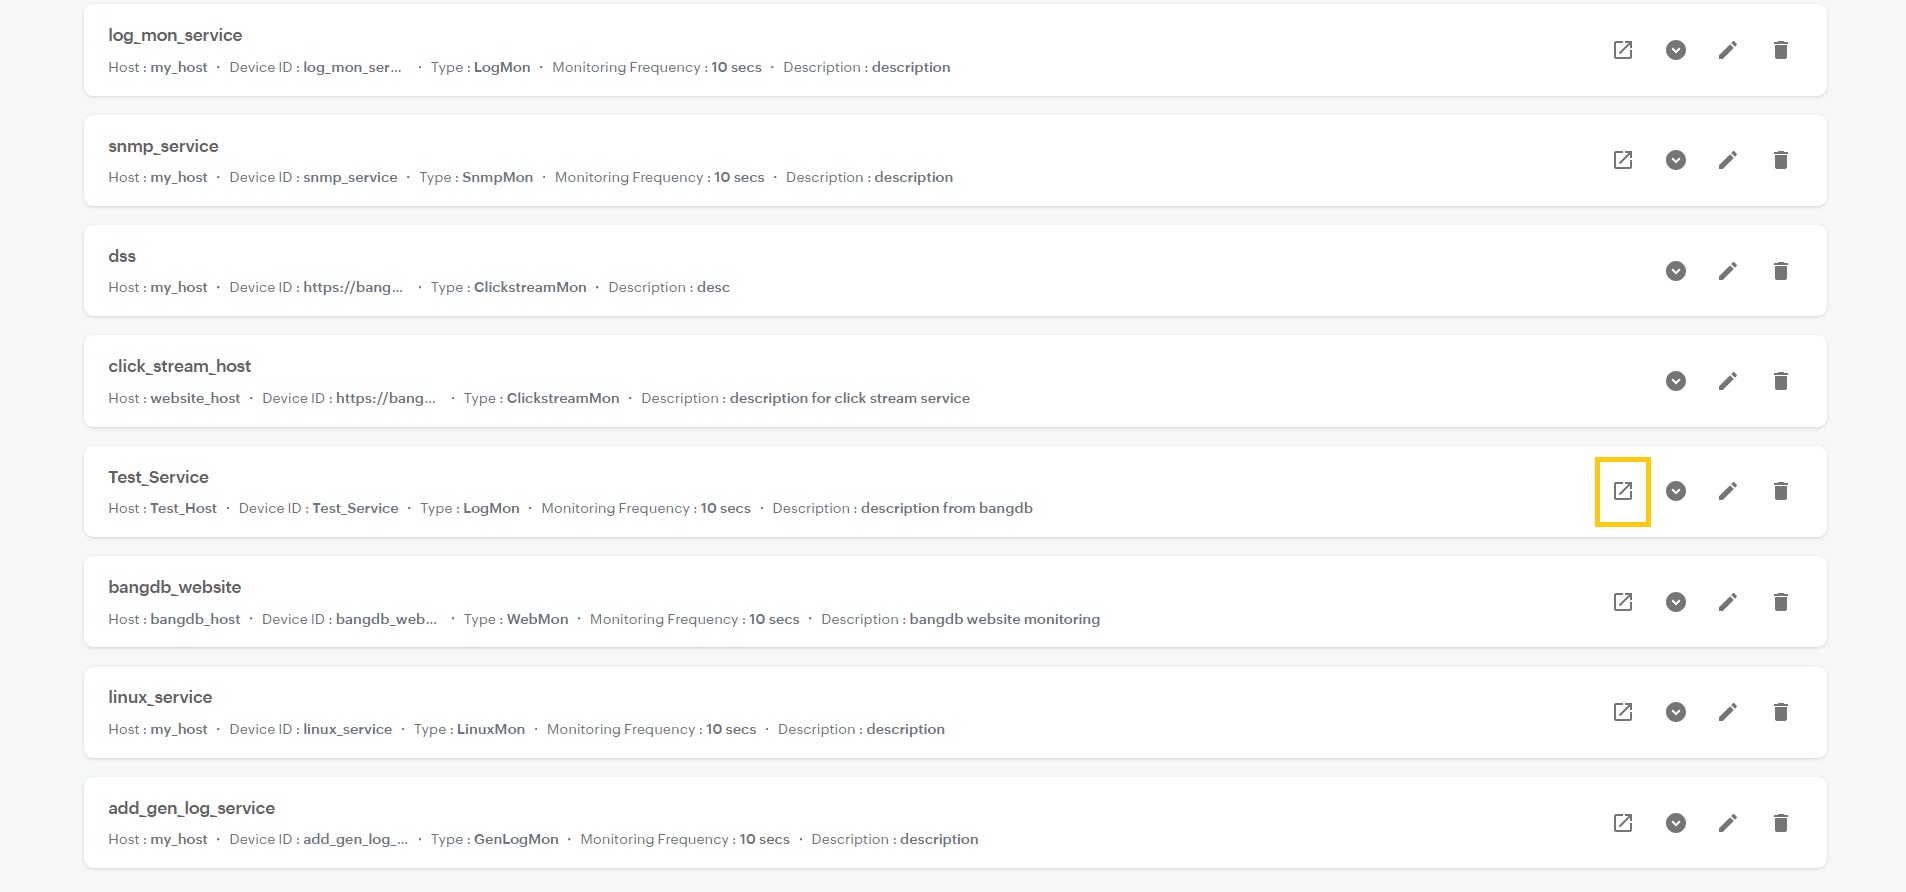 log_mon_service
Host : my_host · Device ID : log_mon_ser... · Type : LogMon · Monitoring Frequency : 10 secs · Description : description
snmp_service
Host : my_host · Device ID : snmp_service · Type : SnmpMon · Monitoring Frequency : 10 secs · Description : description
dss
Host : my_host · Device ID : https://bang... · Type : ClickstreamMon · Description : desc
click_stream_host
Host : website_host · Device ID : https://bang... · Type : ClickstreamMon · Description : description for click stream service
Test_Service
Host : Test_Host · Device ID : Test_Service · Type : LogMon · Monitoring Frequency : 10 secs · Description : description from bangdb
bangdb_website
Host : bangdb_host · Device ID : bangdb_web... · Type : WebMon · Monitoring Frequency : 10 secs · Description : bangdb website monitoring
linux_service
Host : my_host · Device ID : linux_service · Type : LinuxMon · Monitoring Frequency : 10 secs · Description : description
add_gen_log_service
Host : my_host · Device ID : add_gen_log_... · Type : GenLogMon · Monitoring Frequency : 10 secs · Description : description